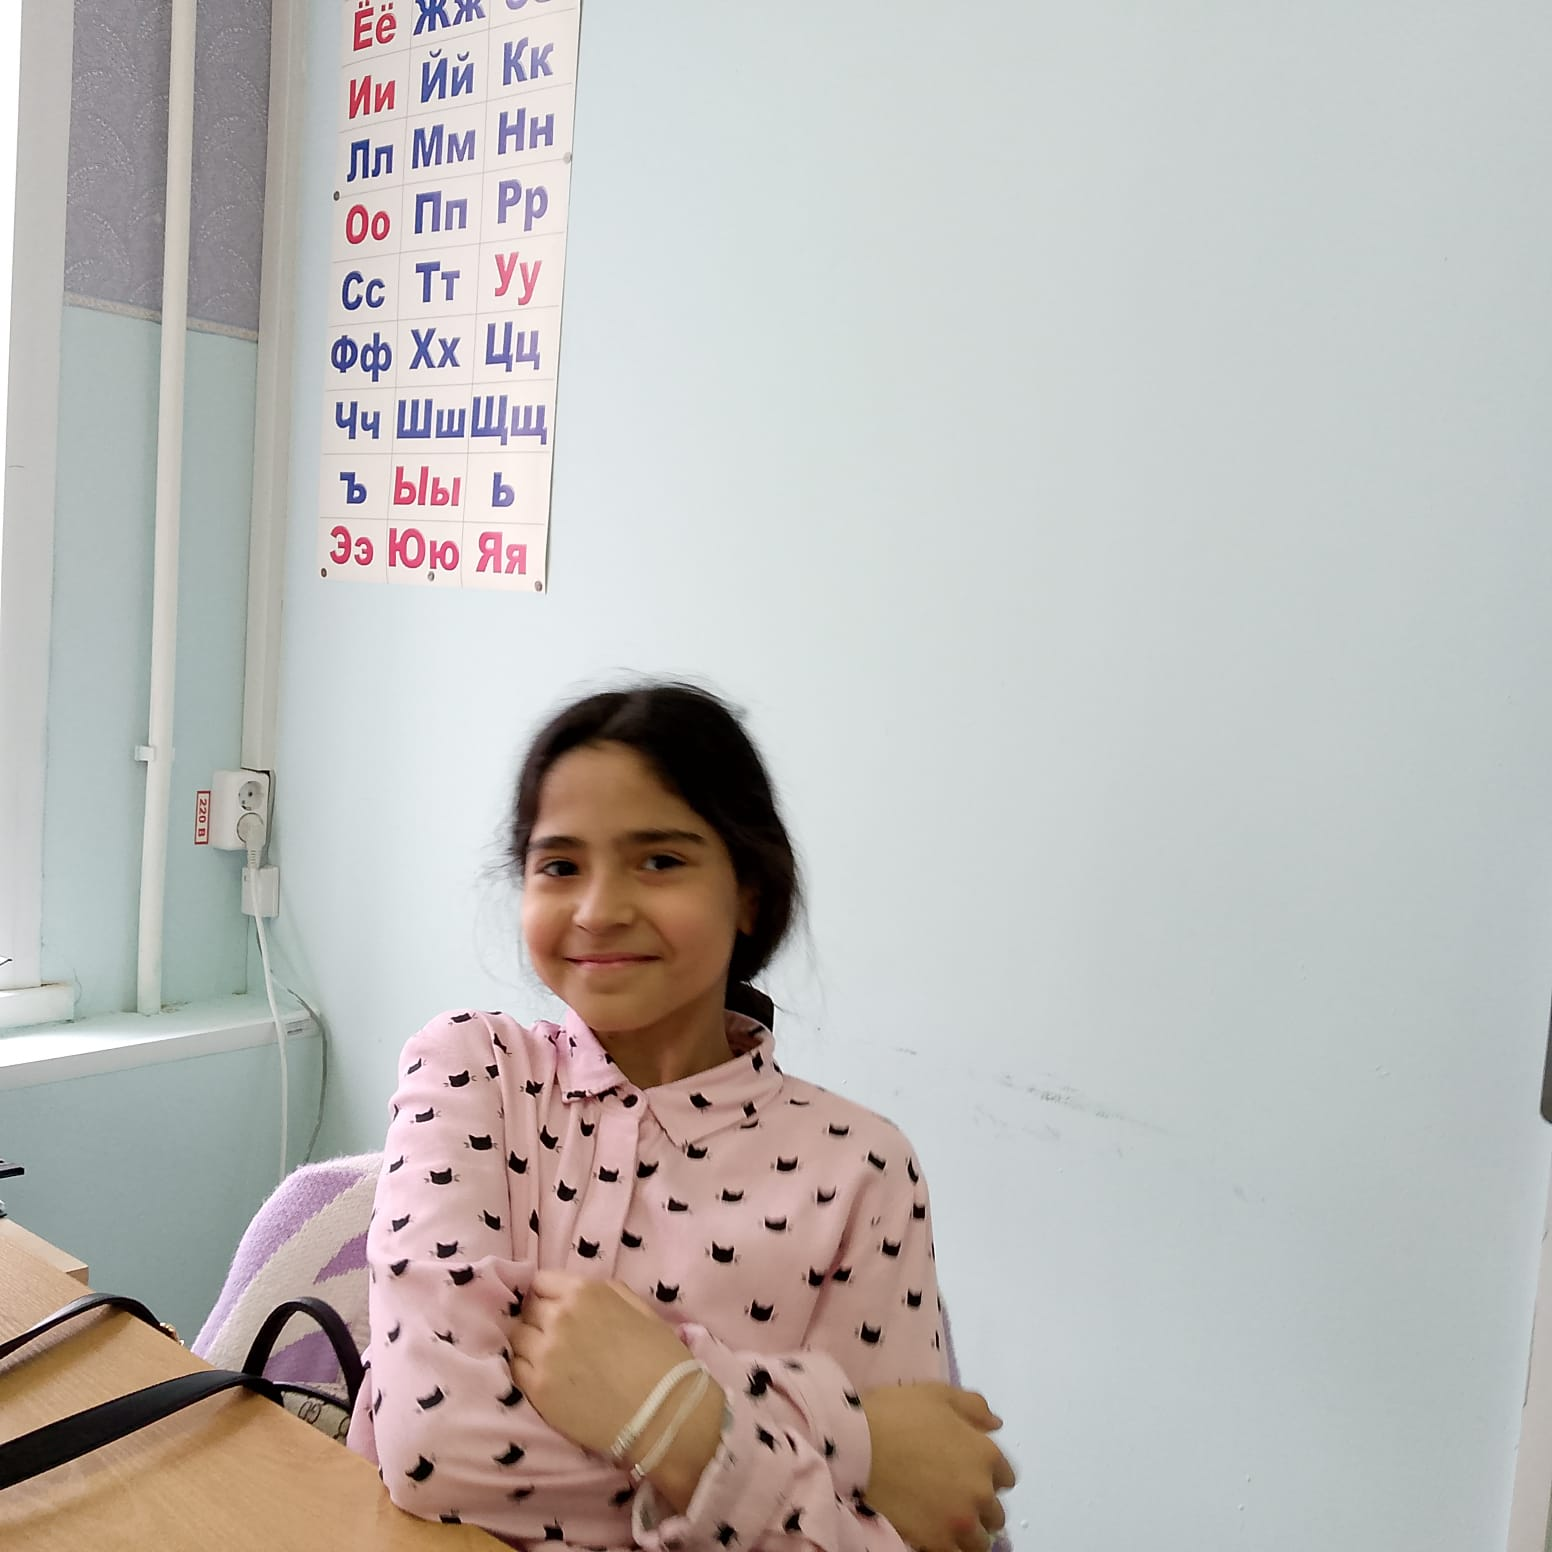 Ёё Жж
Ии Йй Кк
Лл Мм Нн
Оо Пп Рр
Сс Тт Уу
Фф Хх Цц
Чч Шш Щщ
Ъ Ыы Ь
Ээ Юю Яя
220 В